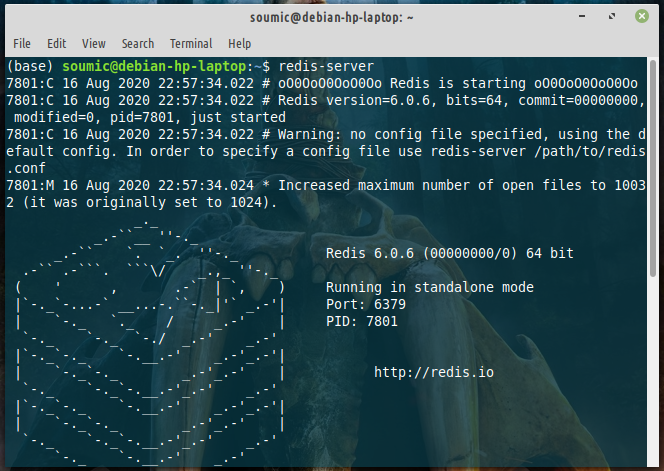 soumic@debian-hp-laptop: ~
File Edit View Search Terminal Help
(base) soumic@debian-hp-laptop:~$ redis-server
7801:C 16 Aug 2020 22:57:34.022 # oO0OoO0OoO0Oo Redis is starting oO0OoO0OoO0Oo
7801:C 16 Aug 2020 22:57:34.022 # Redis version=6.0.6, bits=64, commit=00000000,
modified=0, pid=7801, just started
7801:C 16 Aug 2020 22:57:34.022 # Warning: no config file specified, using the d
efault config. In order to specify a config file use redis-server /path/to/redis
.conf
7801:M 16 Aug 2020 22:57:34.024 * Increased maximum number of open files to 1003
2 (it was originally set to 1024).
Redis 6.0.6 (00000000/0) 64 bit
Running in standalone mode
Port: 6379
PID: 7801
http://redis.io